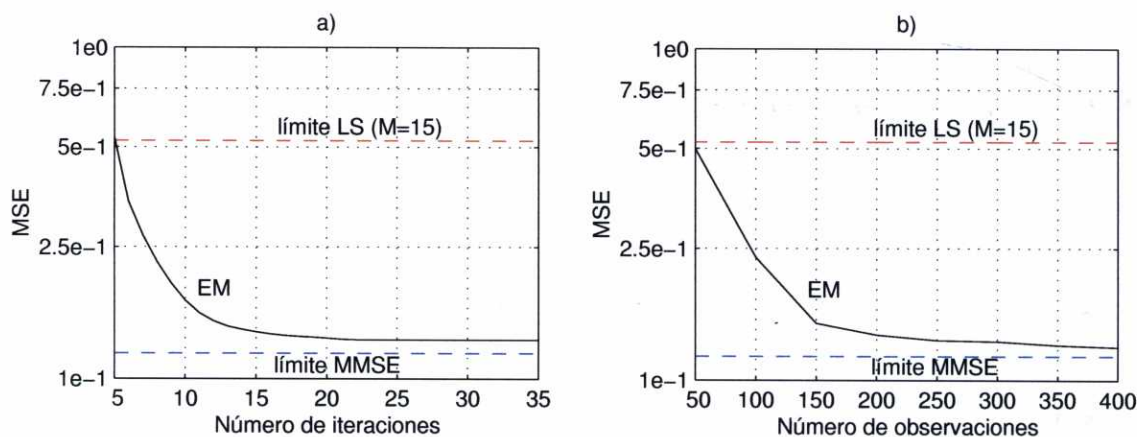 a)
1e0
7.5e−1
5e−1
2.5e−1
1e−1
MSE
límite LS (M=15)
EM
límite MMSE
5 10 15 20 25 30 35
Número de iteraciones
b)
1e0
7.5e−1
5e−1
2.5e−1
1e−1
MSE
límite LS (M=15)
EM
límite MMSE
50 100 150 200 250 300 350 400
Número de observaciones